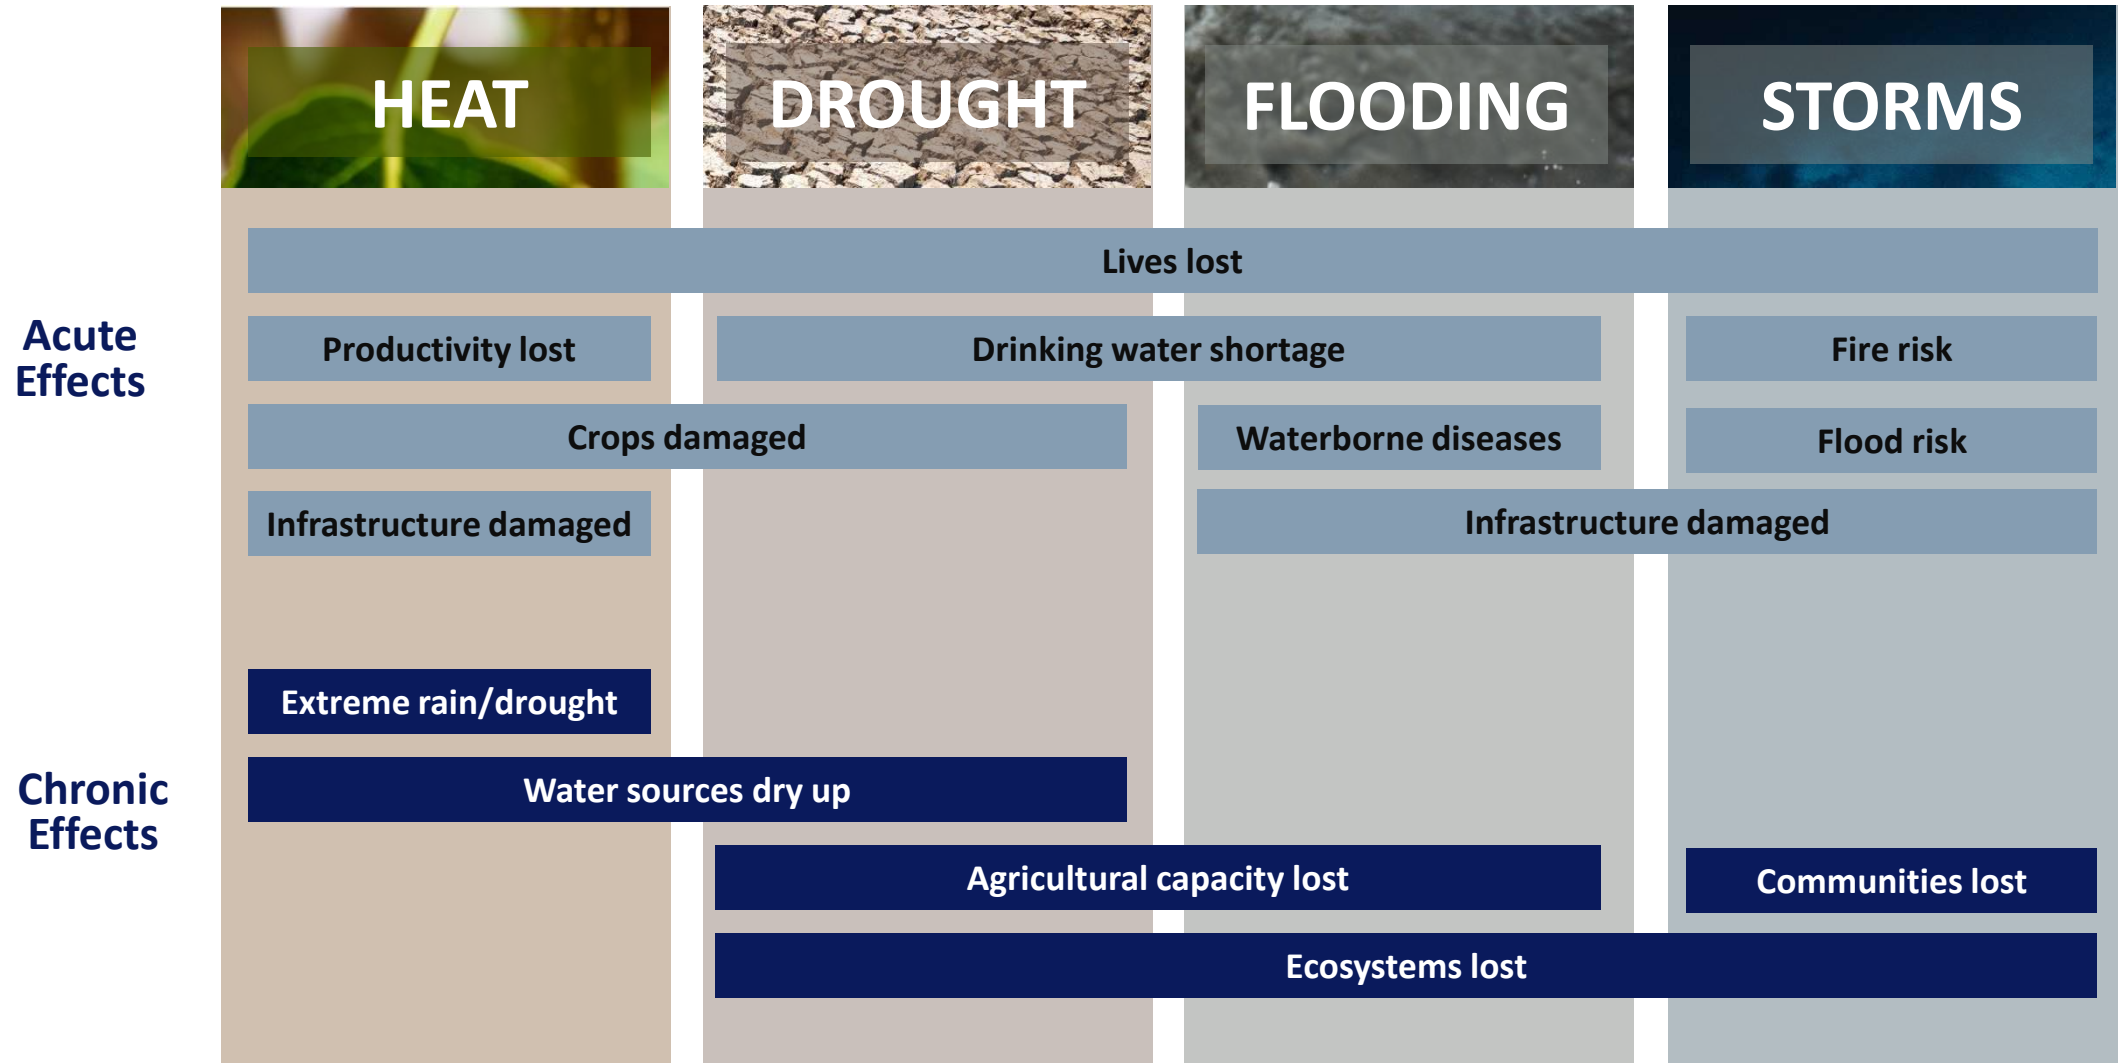 HEAT
DROUGHT
FLOODING
STORMS
Acute
Effects
Lives lost
Productivity lost
Drinking water shortage
Fire risk
Crops damaged
Waterborne diseases
Flood risk
Infrastructure damaged
Infrastructure damaged
Chronic
Effects
Extreme rain/drought
Water sources dry up
Agricultural capacity lost
Communities lost
Ecosystems lost